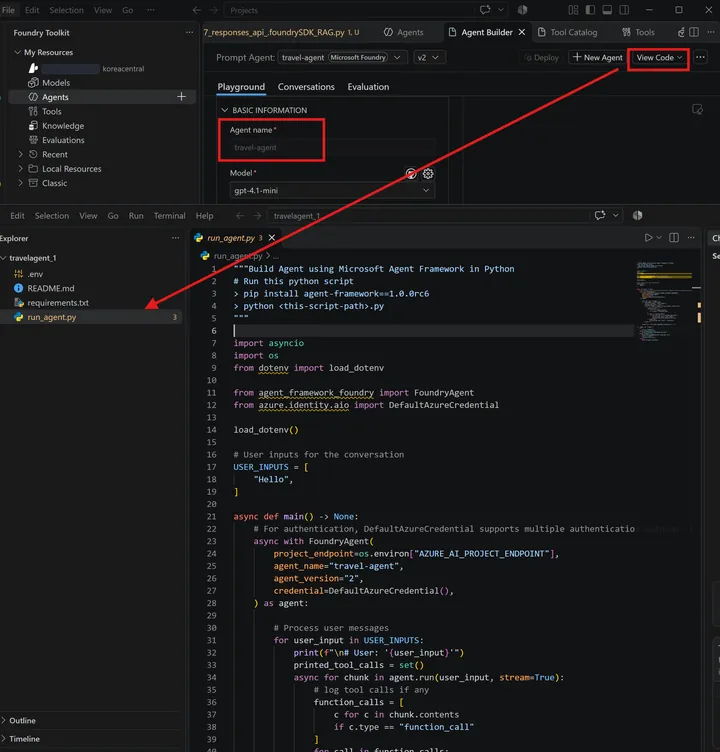 File Edit Selection View Go ··· Projects
Foundry Toolkit ···
7_responses_api_.foundrySDK_RAG.py 1, U Agents Agent Builder Tool Catalog Tools ···
My Resources
koreacentral
Models
Agents
Tools
Knowledge
Evaluations
Recent
Local Resources
Classic
Prompt Agent: travel-agent Microsoft Foundry v2 Deploy New Agent View Code ···
Playground Conversations Evaluation
BASIC INFORMATION
Agent name*
travel-agent
Model*
gpt-4.1-mini
Edit Selection View Go Run Terminal Help travelagent_1
Explorer ···
travelagent_1
.env
README.md
requirements.txt
run_agent.py 3
Outline
Timeline
run_agent.py 3 ···
run_agent.py > ...
1 """Build Agent using Microsoft Agent Framework in Python
2 # Run this python script
3 > pip install agent-framework==1.0.0rc6
4 > python <this-script-path>.py
5 """
6
7 import asyncio
8 import os
9 from dotenv import load_dotenv
10
11 from agent_framework_foundry import FoundryAgent
12 from azure.identity.aio import DefaultAzureCredential
13
14 load_dotenv()
15
16 # User inputs for the conversation
17 USER_INPUTS = [
18 "Hello",
19 ]
20
21 async def main() -> None:
22 # For authentication, DefaultAzureCredential supports multiple authenticatio
23 async with FoundryAgent(
24 project_endpoint=os.environ["AZURE_AI_PROJECT_ENDPOINT"],
25 agent_name="travel-agent",
26 agent_version="2",
27 credential=DefaultAzureCredential(),
28 ) as agent:
29
30 # Process user messages
31 for user_input in USER_INPUTS:
32 print(f"\n# User: '{user_input}'")
33 printed_tool_calls = set()
34 async for chunk in agent.run(user_input, stream=True):
35 # log tool calls if any
36 function_calls = [
37 c for c in chunk.contents
38 if c.type == "function_call"
39 ]
40 for call in function_calls: